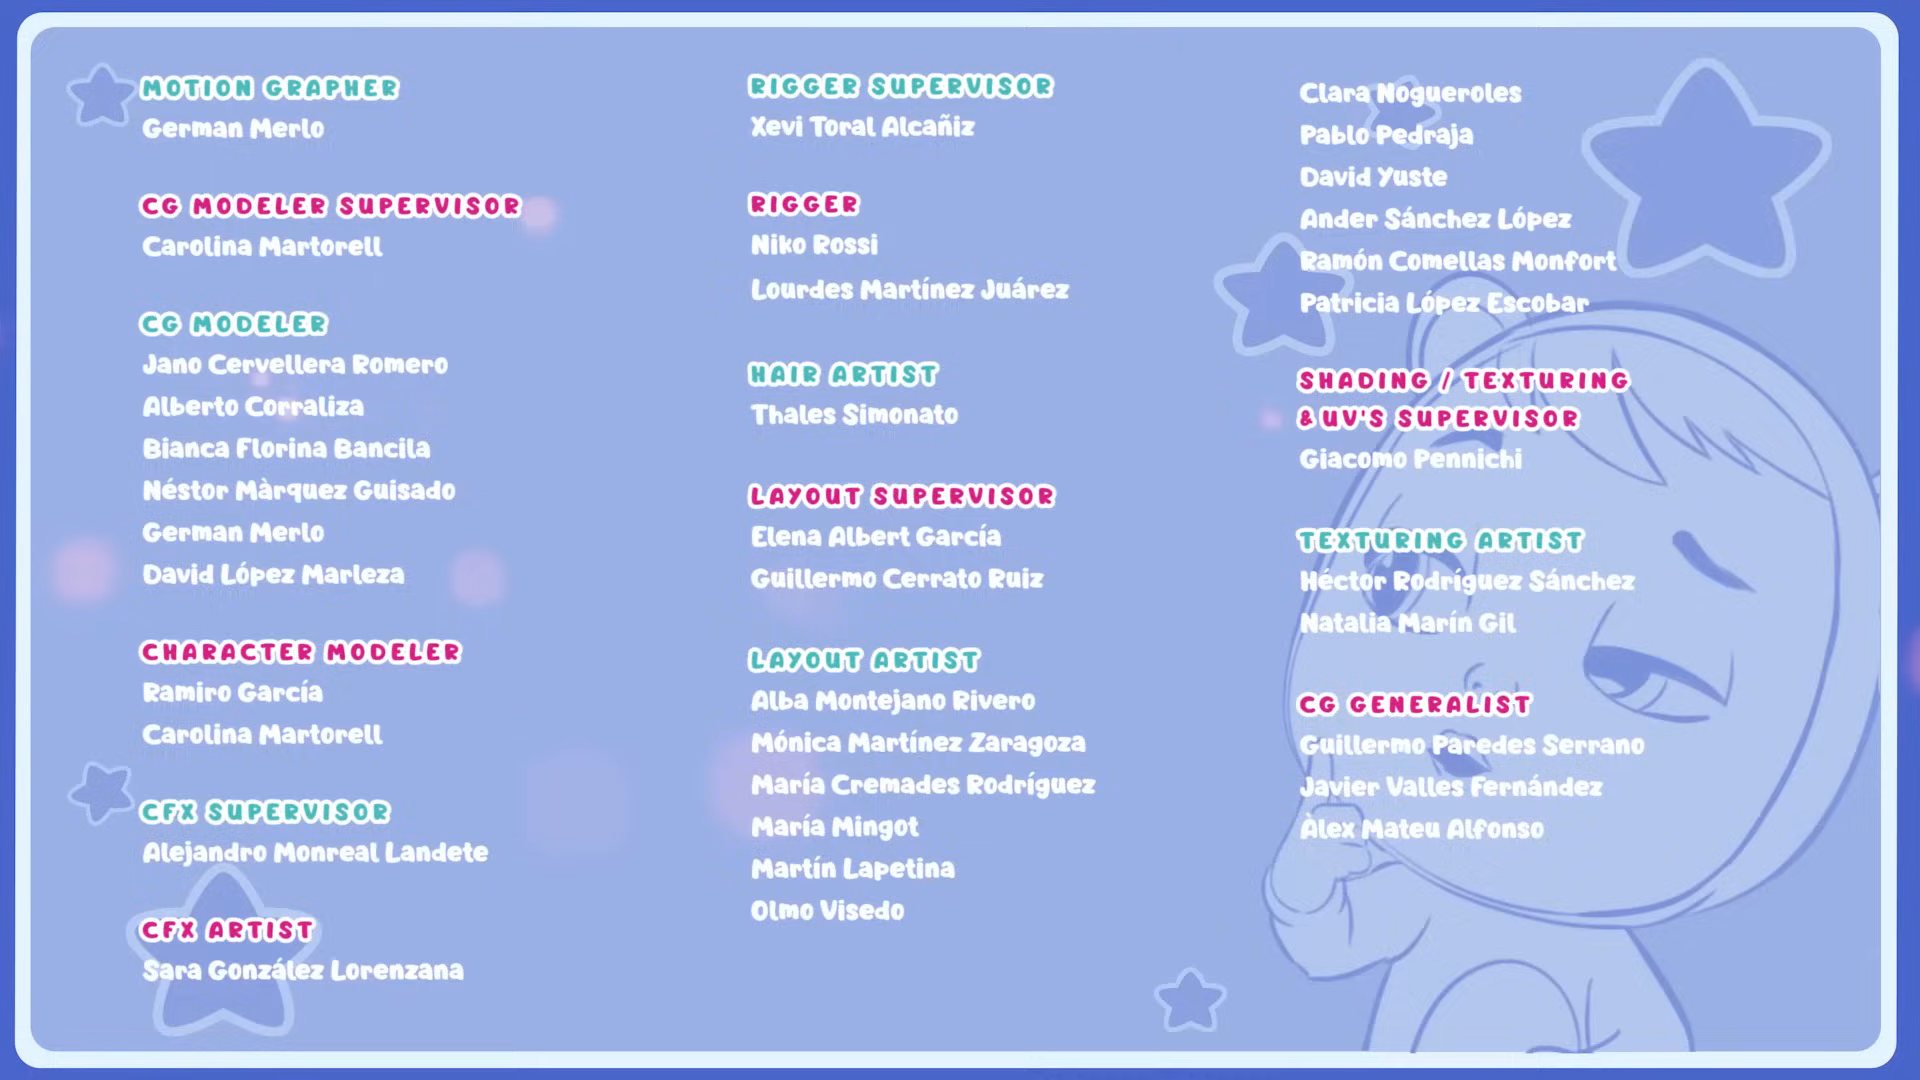 MOTION GRAPHER
German Merlo
CG MODELER SUPERVISOR
Carolina Martorell
CG MODELER
Jano Cervellera Romero
Alberto Corraliza
Bianca Florina Bancila
Néstor Màrquez Guisado
German Merlo
David López Marleza
CHARACTER MODELER
Ramiro García
Carolina Martorell
CFX SUPERVISOR
Alejandro Monreal Landete
CFX ARTIST
Sara González Lorenzana
RIGGER SUPERVISOR
Xevi Toral Alcañiz
RIGGER
Niko Rossi
Lourdes Martínez Juárez
HAIR ARTIST
Thales Simonato
LAYOUT SUPERVISOR
Elena Albert García
Guillermo Cerrato Ruiz
LAYOUT ARTIST
Alba Montejano Rivero
Mónica Martínez Zaragoza
María Cremades Rodríguez
María Mingot
Martín Lapetina
Olmo Visedo
Clara Nogueroles
Pablo Pedraja
David Yuste
Ander Sánchez López
Ramón Comellas Monfort
Patricia López Escobar
SHADING / TEXTURING
& UV'S SUPERVISOR
Giacomo Pennichi
TEXTURING ARTIST
Héctor Rodríguez Sánchez
Natalia Marín Gil
CG GENERALIST
Guillermo Paredes Serrano
Javier Valles Fernández
Àlex Mateu Alfonso